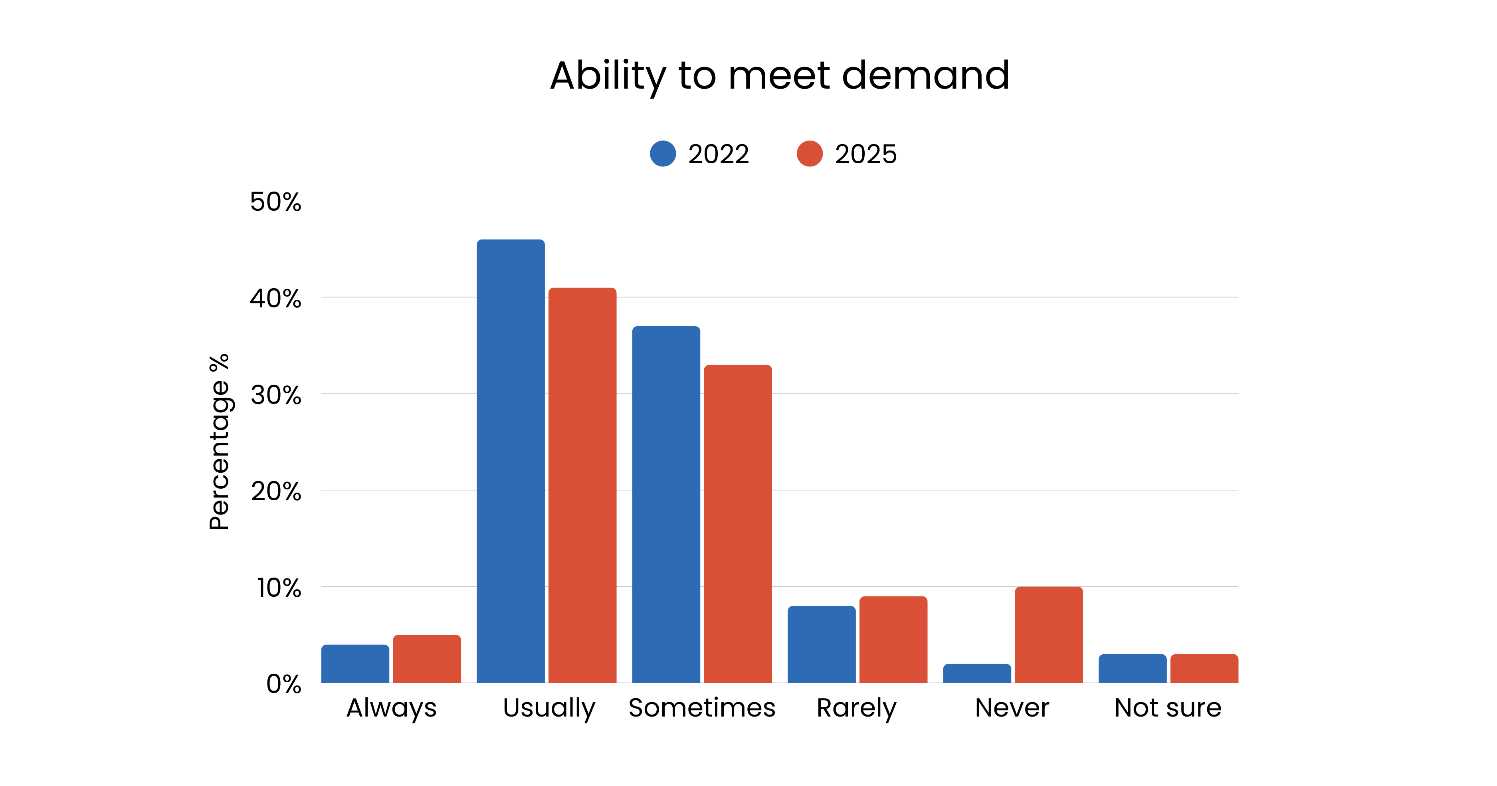 Ability to meet demand
2022 2025
50%
40%
30%
20%
10%
0%
Percentage %
Always Usually Sometimes Rarely Never Not sure